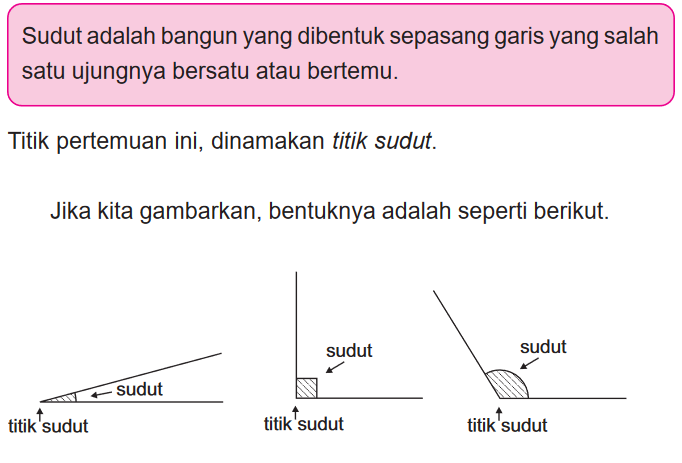 Sudut adalah bangun yang dibentuk sepasang garis yang salah
satu ujungnya bersatu atau bertemu.
Titik pertemuan ini, dinamakan titik sudut.
Jika kita gambarkan, bentuknya adalah seperti berikut.
sudut
titik sudut
sudut
titik sudut
sudut
titik sudut